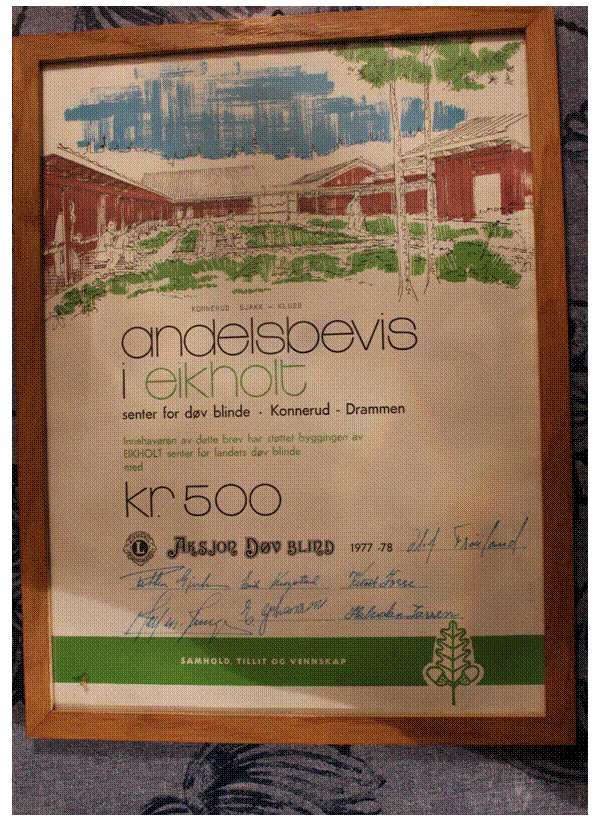 KONNERUD SJAKK - KLUBB
andelsbevis
i eikholt
senter for døv blinde · Konnerud - Drammen
Innehaveren av dette brev har støttet byggingen av
EIKHOLT senter for landets døv blinde
med
kr. 500
L AKSJON DØV BLIND 1977 -78
SAMHOLD, TILLIT OG VENNSKAP